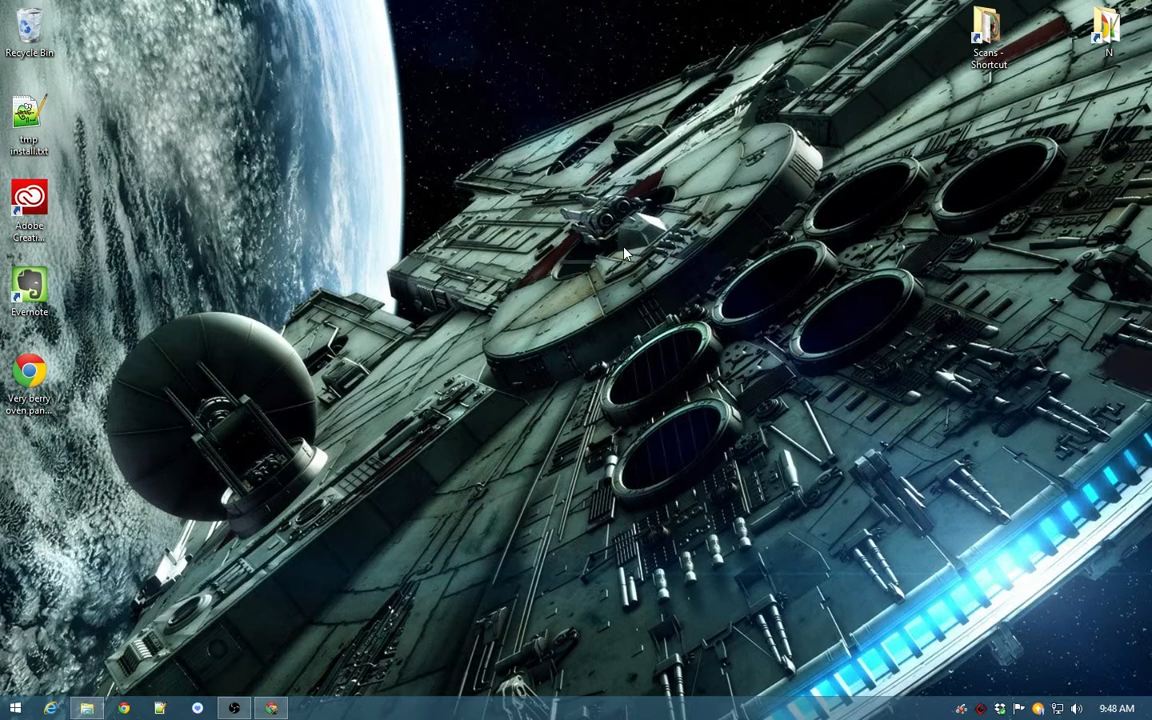 Recycle Bin
tmp
install.txt
Adobe
Creati...
Evernote
Very berry
oven pan...
Scans -
Shortcut
N
9:48 AM